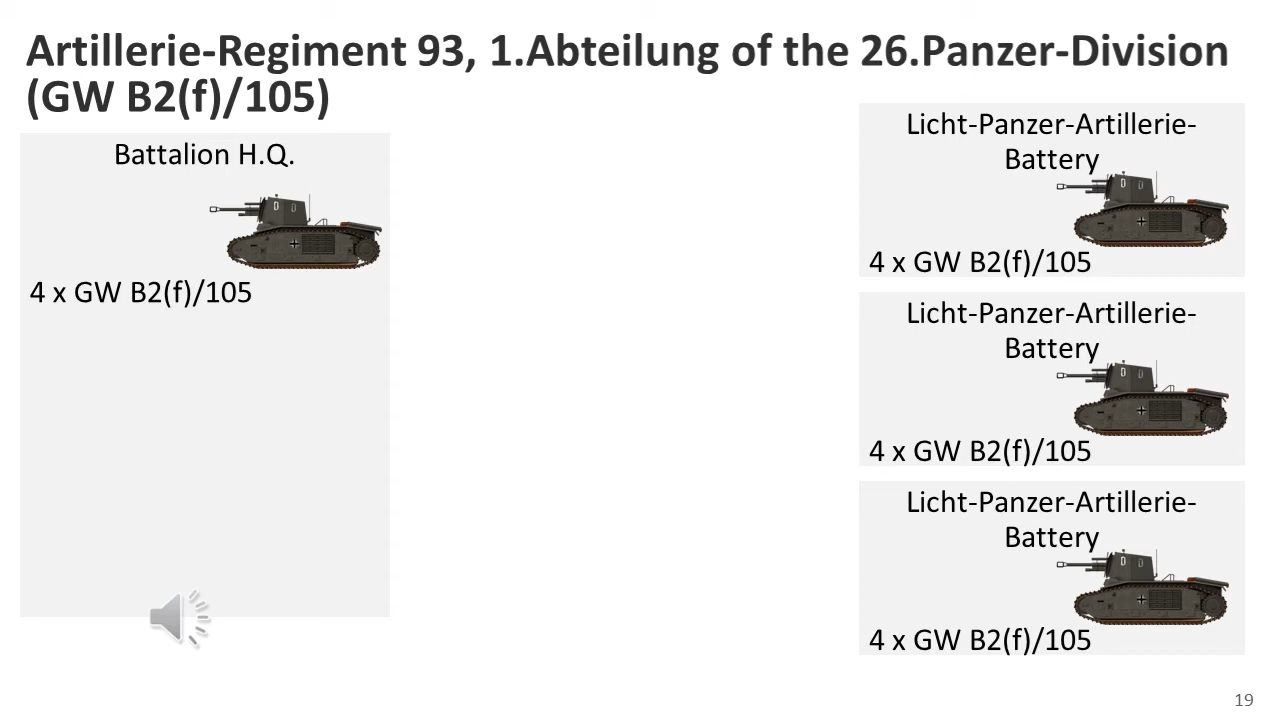 Artillerie-Regiment 93, 1.Abteilung of the 26.Panzer-Division
(GW B2(f)/105)
Battalion H.Q.
4 x GW B2(f)/105
Licht-Panzer-Artillerie-
Battery
4 x GW B2(f)/105
Licht-Panzer-Artillerie-
Battery
4 x GW B2(f)/105
Licht-Panzer-Artillerie-
Battery
4 x GW B2(f)/105
19